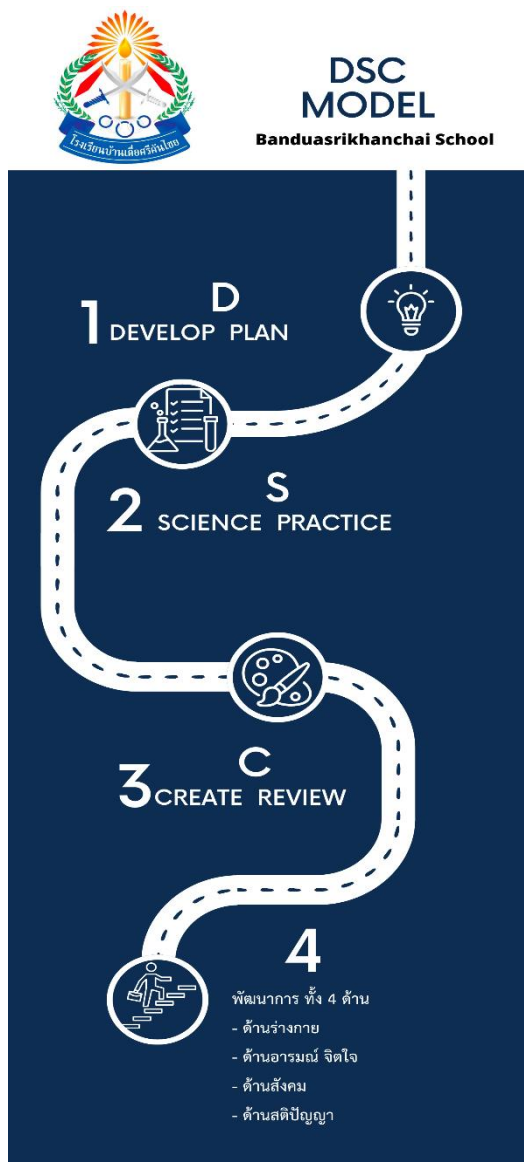 โรงเรียนบ้านเดื่อศรีคันไชย
DSC
MODEL
Banduasrikhanchai School
D
1 DEVELOP PLAN
S
2 SCIENCE PRACTICE
C
3 CREATE REVIEW
4
พัฒนาการ ทั้ง 4 ด้าน
- ด้านร่างกาย
- ด้านอารมณ์ จิตใจ
- ด้านสังคม
- ด้านสติปัญญา